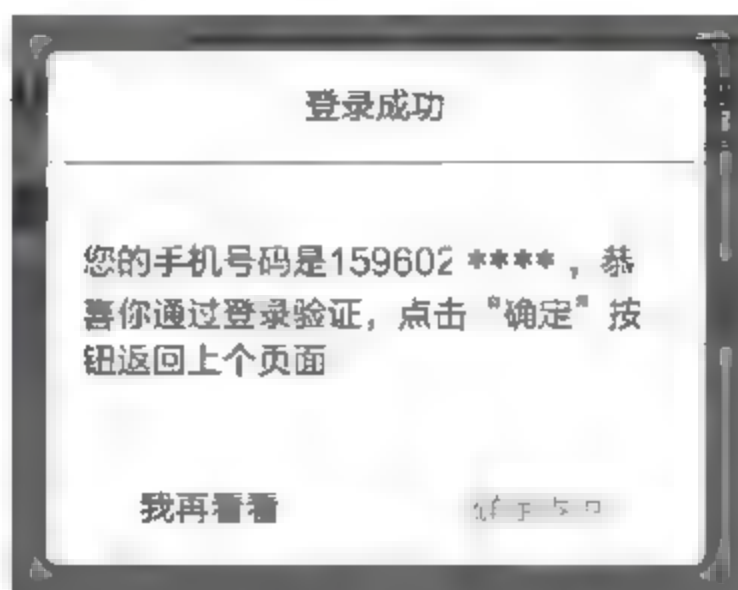 登录成功
您的手机号码是159602 ****，恭
喜你通过登录验证，点击“确定”按
钮返回上个页面
我再看看